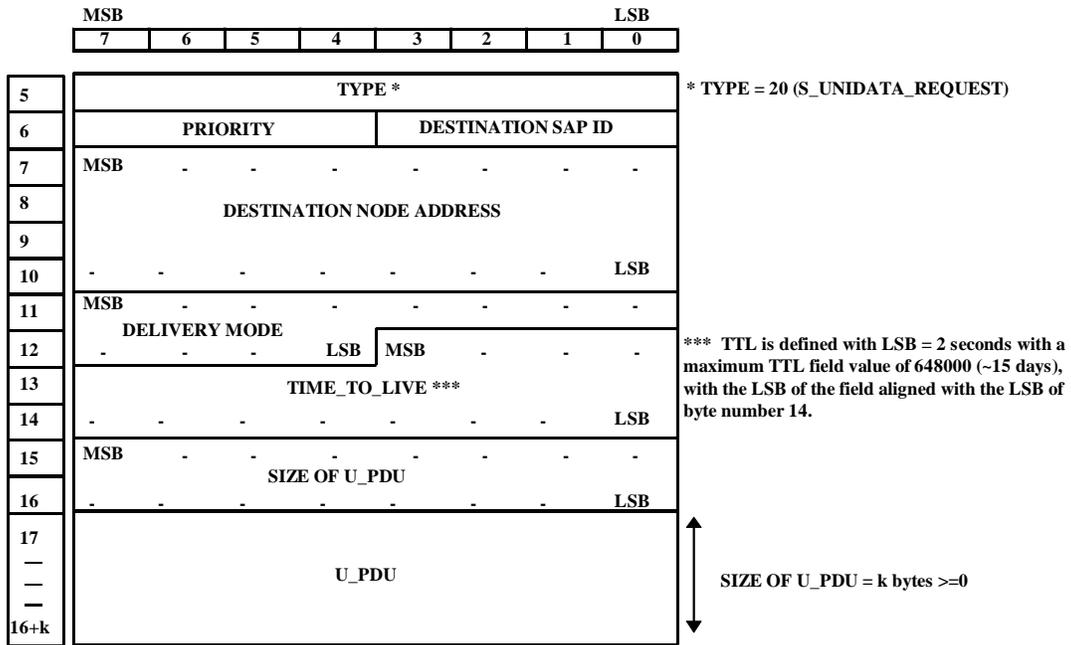 MSB LSB
7 6 5 4 3 2 1 0
5 TYPE * * TYPE = 20 (S_UNIDATA_REQUEST)
6 PRIORITY DESTINATION SAP ID
7 MSB - - - - - - -
8 DESTINATION NODE ADDRESS
9
10 - - - - - - - LSB
11 MSB - - - - - - -
DELIVERY MODE
12 - - - LSB MSB - - -
*** TTL is defined with LSB = 2 seconds with a
maximum TTL field value of 648000 (~15 days),
with the LSB of the field aligned with the LSB of
byte number 14.
13 TIME_TO_LIVE ***
14 - - - - - - - LSB
15 MSB - - - - - - -
SIZE OF U_PDU
16 - - - - - - - LSB
17
—
—
—
16+k
U_PDU
SIZE OF U_PDU = k bytes >=0